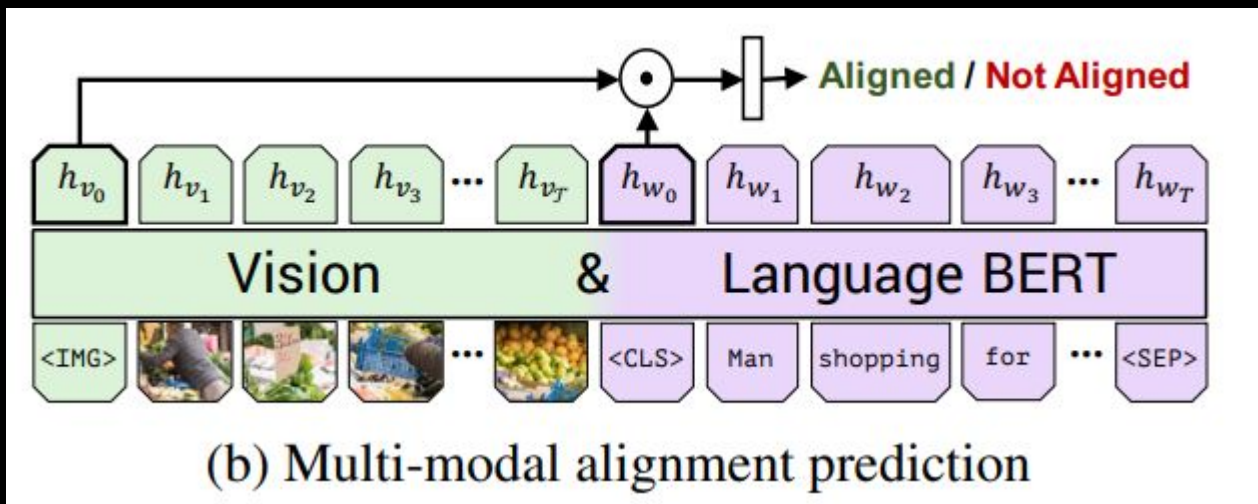 Aligned / Not Aligned
h_{v_0} h_{v_1} h_{v_2} h_{v_3} ... h_{v_𝒯} h_{w_0} h_{w_1} h_{w_2} h_{w_3} ... h_{w_T}
Vision & Language BERT
<IMG> ... <CLS> Man shopping for ... <SEP>
(b) Multi-modal alignment prediction